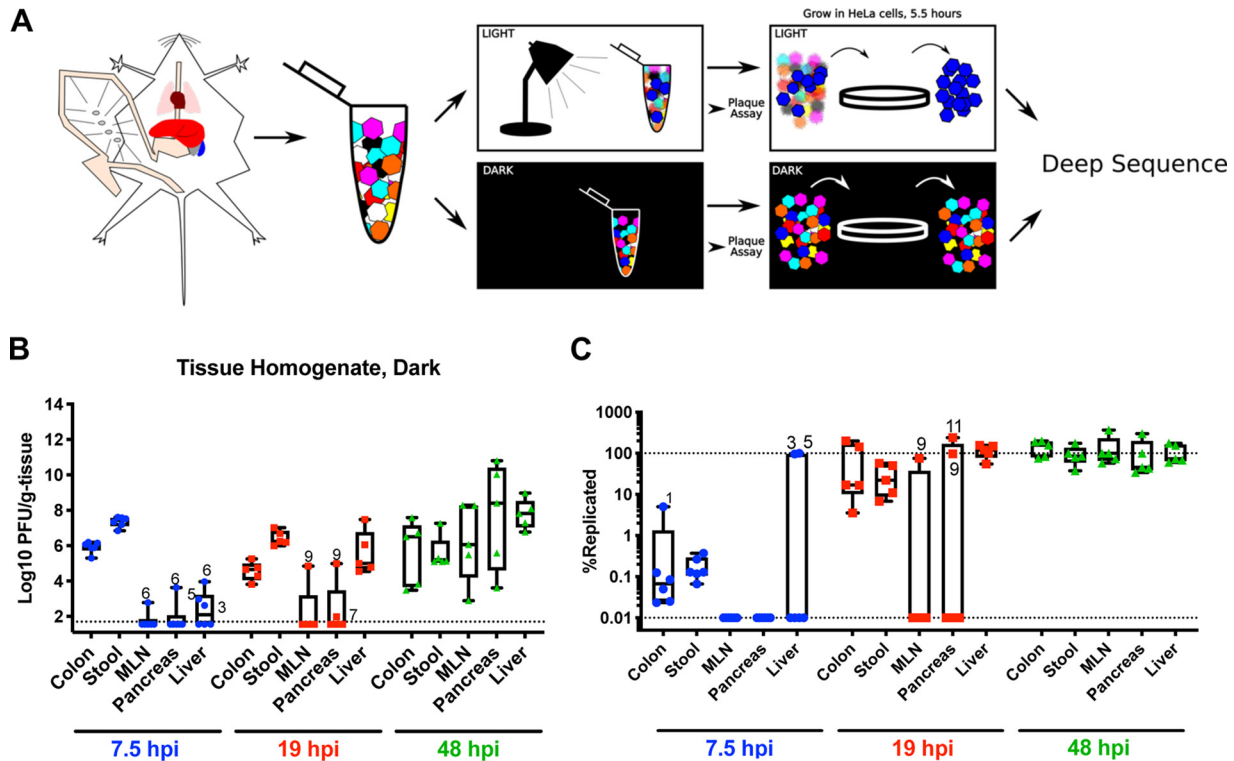 A
Grow in HeLa cells, 5.5 hours
LIGHT
LIGHT
Plaque
Assay
DARK
DARK
Plaque
Assay
Deep Sequence
B
Tissue Homogenate, Dark
Log10 PFU/g-tissue
14
12
10
8
6
4
2
6
6
5
6
3
9
9
7
Colon
Stool
MLN
Pancreas
Liver
Colon
Stool
MLN
Pancreas
Liver
Colon
Stool
MLN
Pancreas
Liver
7.5 hpi
19 hpi
48 hpi
C
%Replicated
1000
100
10
1
0.1
0.01
1
3 5
9
11
9
Colon
Stool
MLN
Pancreas
Liver
Colon
Stool
MLN
Pancreas
Liver
Colon
Stool
MLN
Pancreas
Liver
7.5 hpi
19 hpi
48 hpi